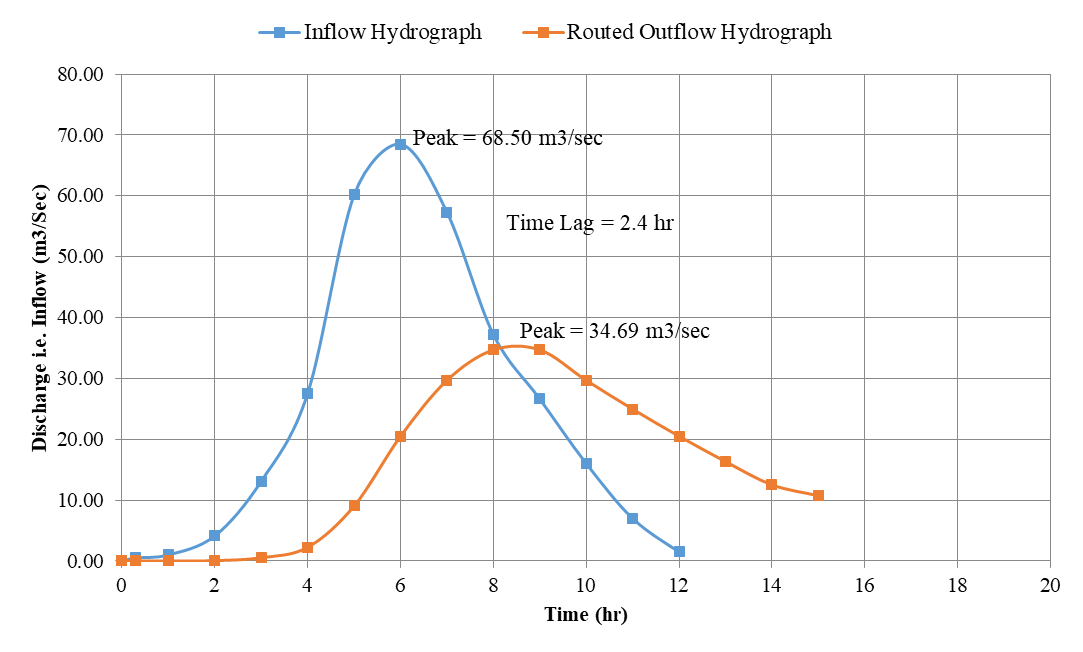 Inflow Hydrograph Routed Outflow Hydrograph
80.00
70.00
Peak = 68.50 m3/sec
60.00
Time Lag = 2.4 hr
50.00
40.00
Peak = 34.69 m3/sec
30.00
20.00
10.00
0.00
Discharge i.e. Inflow (m3/Sec)
0 2 4 6 8 10 12 14 16 18 20
Time (hr)